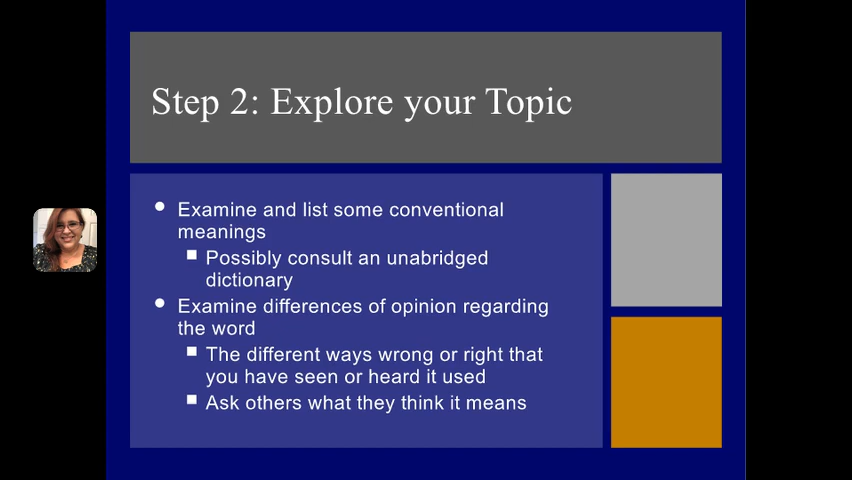 Step 2: Explore your Topic
Examine and list some conventional
meanings
Possibly consult an unabridged
dictionary
Examine differences of opinion regarding
the word
The different ways wrong or right that
you have seen or heard it used
Ask others what they think it means